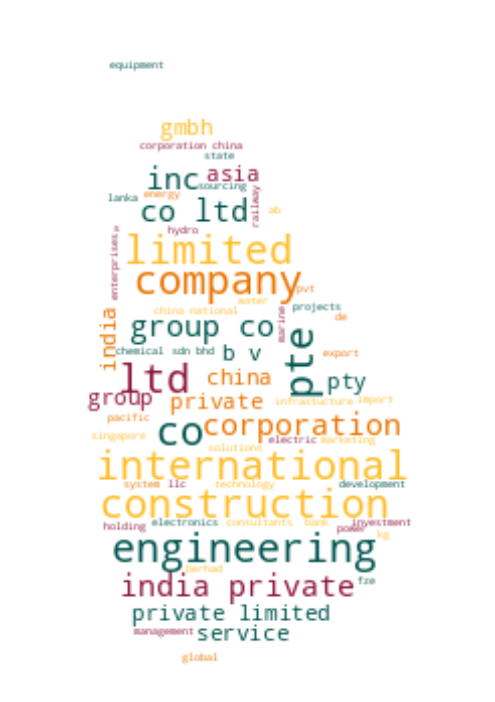 equipment
gmbh
corporation china
state
inc asia
sourcing
lanka energy
railway
co ltd ab
hydro
enterprises
limited
company pvt
water
china national projects
marine de
india
group co
pte
chemical sdn bhd b v export
ltd china pty
group private infrastucture import
pacific
co corporation
singapore electric marketing
solutions
international
system llc technology development
construction
holding electronics consultants bank investment
power
kg
engineering
berhad
india private fze
private limited
management service
global